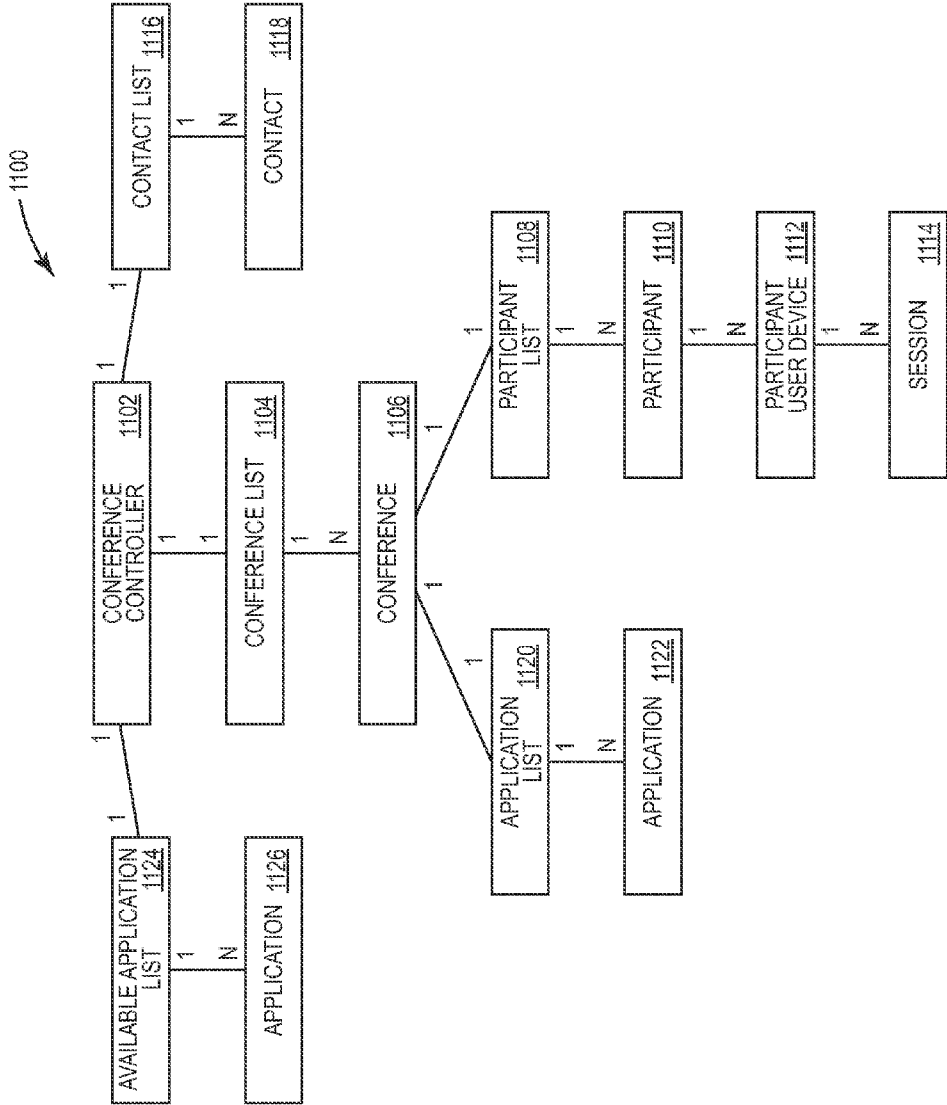 1100
AVAILABLE APPLICATION
LIST 1124
1
1
CONFERENCE
CONTROLLER 1102
1
1
CONTACT LIST 1116
1
N
1
1
1
N
APPLICATION 1126
CONFERENCE LIST 1104
CONTACT 1118
1
N
CONFERENCE 1106
1
1
1
1
APPLICATION
LIST 1120
PARTICIPANT
LIST 1108
1
N
1
N
APPLICATION 1122
PARTICIPANT 1110
1
N
PARTICIPANT
USER DEVICE 1112
1
N
SESSION 1114